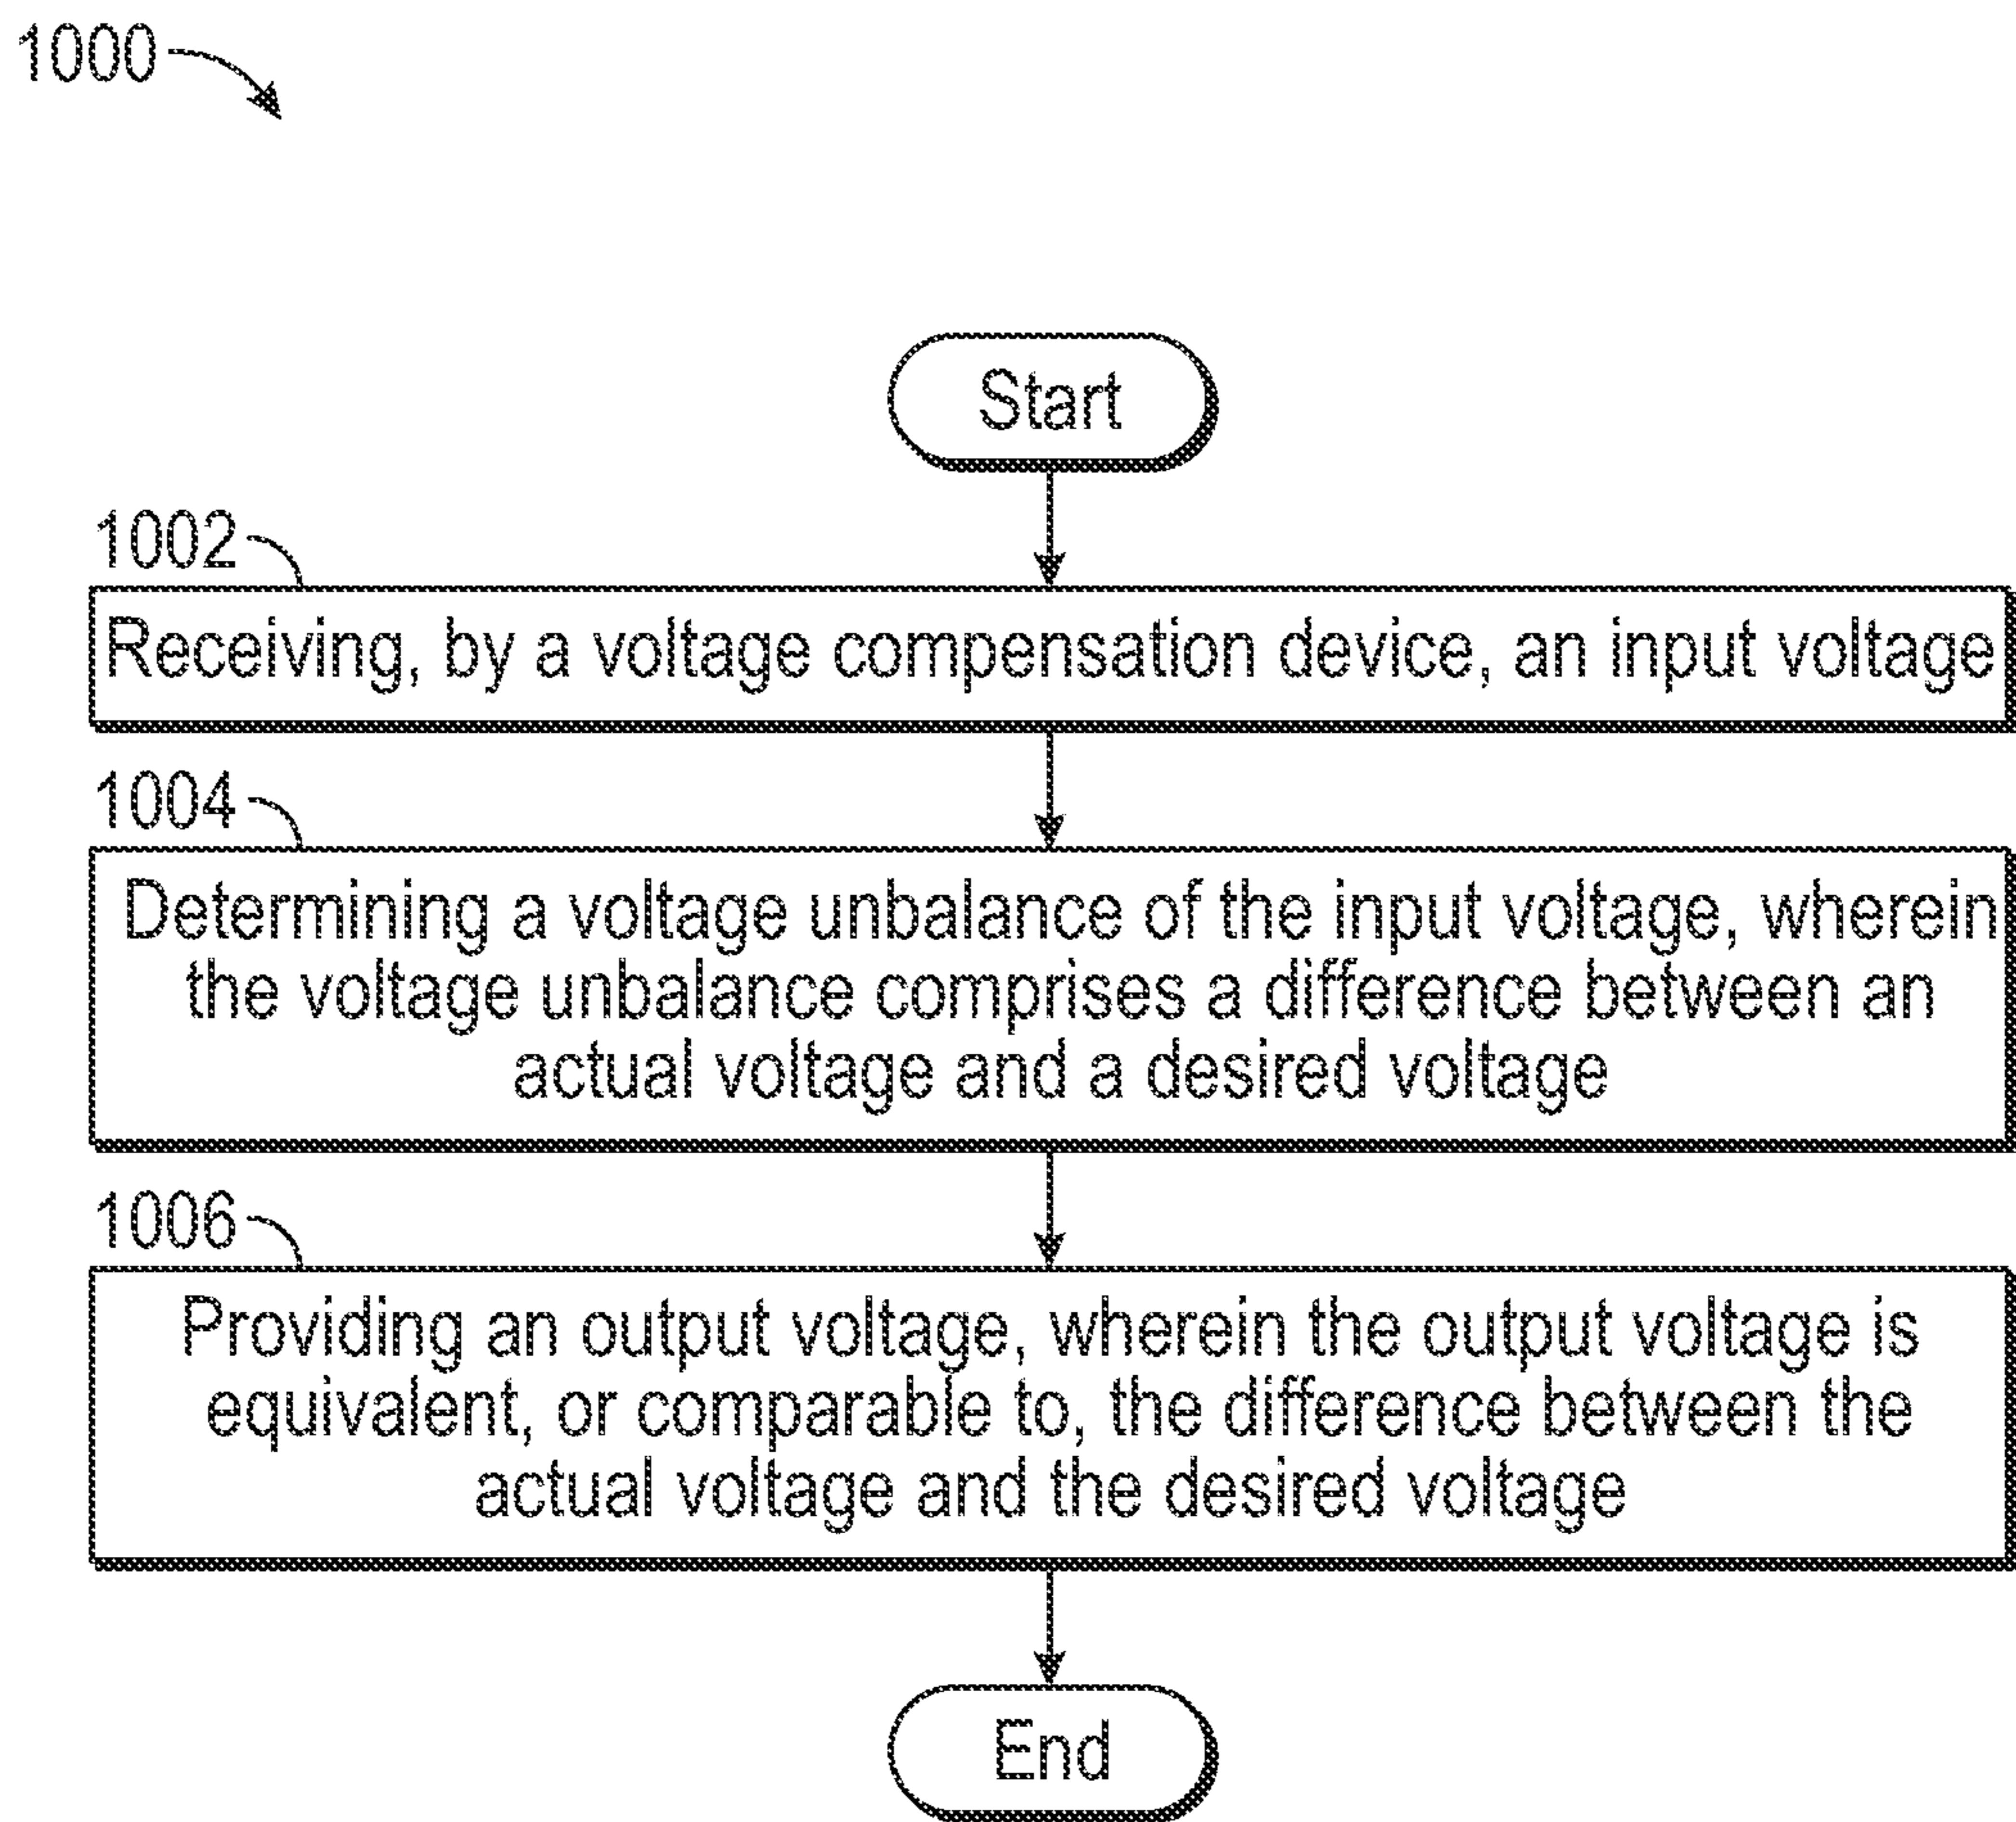 1000
Start
1002
Receiving, by a voltage compensation device, an input voltage
1004
Determining a voltage unbalance of the input voltage, wherein
the voltage unbalance comprises a difference between an
actual voltage and a desired voltage
1006
Providing an output voltage, wherein the output voltage is
equivalent, or comparable to, the difference between the
actual voltage and the desired voltage
End